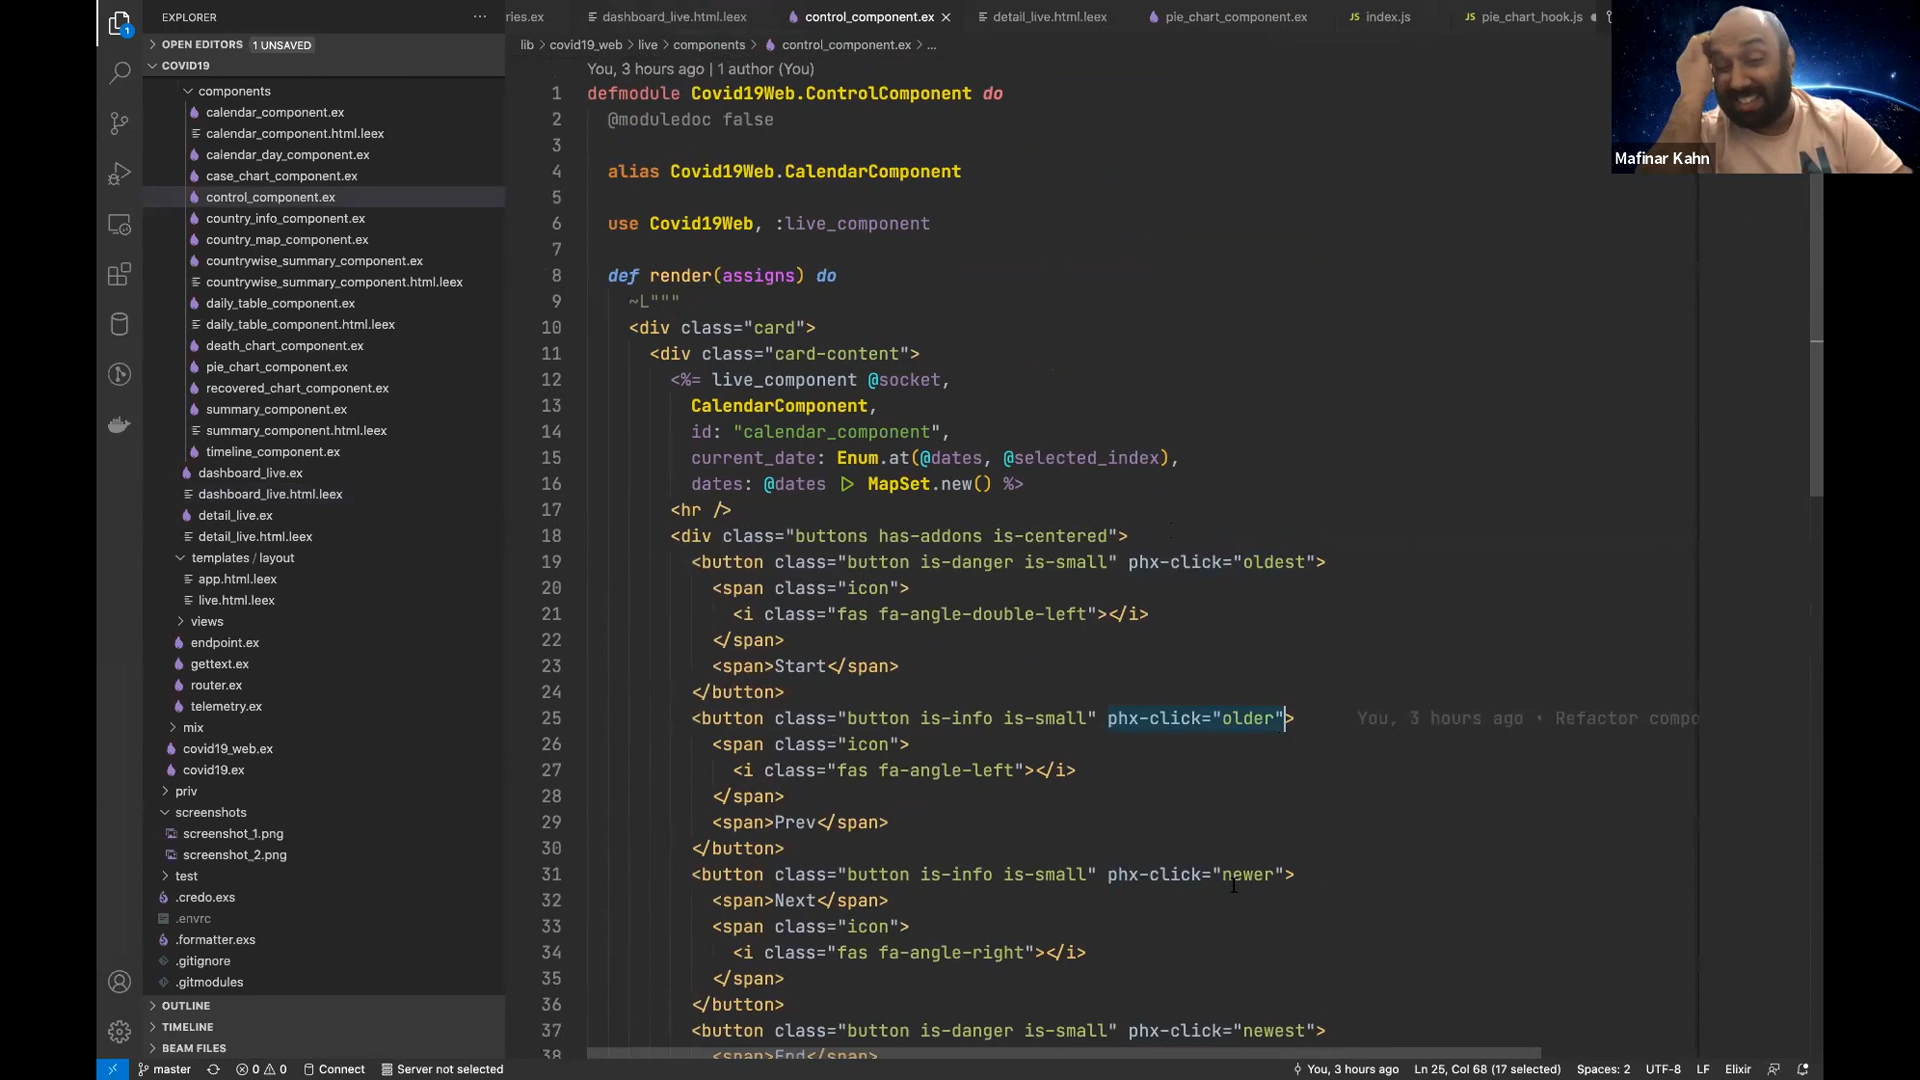 EXPLORER
OPEN EDITORS 1 UNSAVED
COVID19
components
calendar_component.ex
calendar_component.html.leex
calendar_day_component.ex
case_chart_component.ex
control_component.ex
country_info_component.ex
country_map_component.ex
countrywise_summary_component.ex
countrywise_summary_component.html.leex
daily_table_component.ex
daily_table_component.html.leex
death_chart_component.ex
pie_chart_component.ex
recovered_chart_component.ex
summary_component.ex
summary_component.html.leex
timeline_component.ex
dashboard_live.ex
dashboard_live.html.leex
detail_live.ex
detail_live.html.leex
templates / layout
app.html.leex
live.html.leex
views
endpoint.ex
gettext.ex
router.ex
telemetry.ex
mix
covid19_web.ex
covid19.ex
priv
screenshots
screenshot_1.png
screenshot_2.png
test
.credo.exs
.envrc
.formatter.exs
.gitignore
.gitmodules
OUTLINE
TIMELINE
BEAM FILES
1
ries.ex dashboard_live.html.leex control_component.ex detail_live.html.leex pie_chart_component.ex JS index.js JS pie_chart_hook.js
lib > covid19_web > live > components > control_component.ex > ...
You, 3 hours ago | 1 author (You)
1 defmodule Covid19Web.ControlComponent do
2 @moduledoc false
3
4 alias Covid19Web.CalendarComponent
5
6 use Covid19Web, :live_component
7
8 def render(assigns) do
9 ~L"""
10 <div class="card">
11 <div class="card-content">
12 <%= live_component @socket,
13 CalendarComponent,
14 id: "calendar_component",
15 current_date: Enum.at(@dates, @selected_index),
16 dates: @dates |> MapSet.new() %>
17 <hr />
18 <div class="buttons has-addons is-centered">
19 <button class="button is-danger is-small" phx-click="oldest">
20 <span class="icon">
21 <i class="fas fa-angle-double-left"></i>
22 </span>
23 <span>Start</span>
24 </button>
25 <button class="button is-info is-small" phx-click="older"> You, 3 hours ago • Refactor compo
26 <span class="icon">
27 <i class="fas fa-angle-left"></i>
28 </span>
29 <span>Prev</span>
30 </button>
31 <button class="button is-info is-small" phx-click="newer">
32 <span>Next</span>
33 <span class="icon">
34 <i class="fas fa-angle-right"></i>
35 </span>
36 </button>
37 <button class="button is-danger is-small" phx-click="newest">
38 <span>End</span>
Mafinar Kahn
master 0 0 Connect Server not selected You, 3 hours ago Ln 25, Col 68 (17 selected) Spaces: 2 UTF-8 LF Elixir